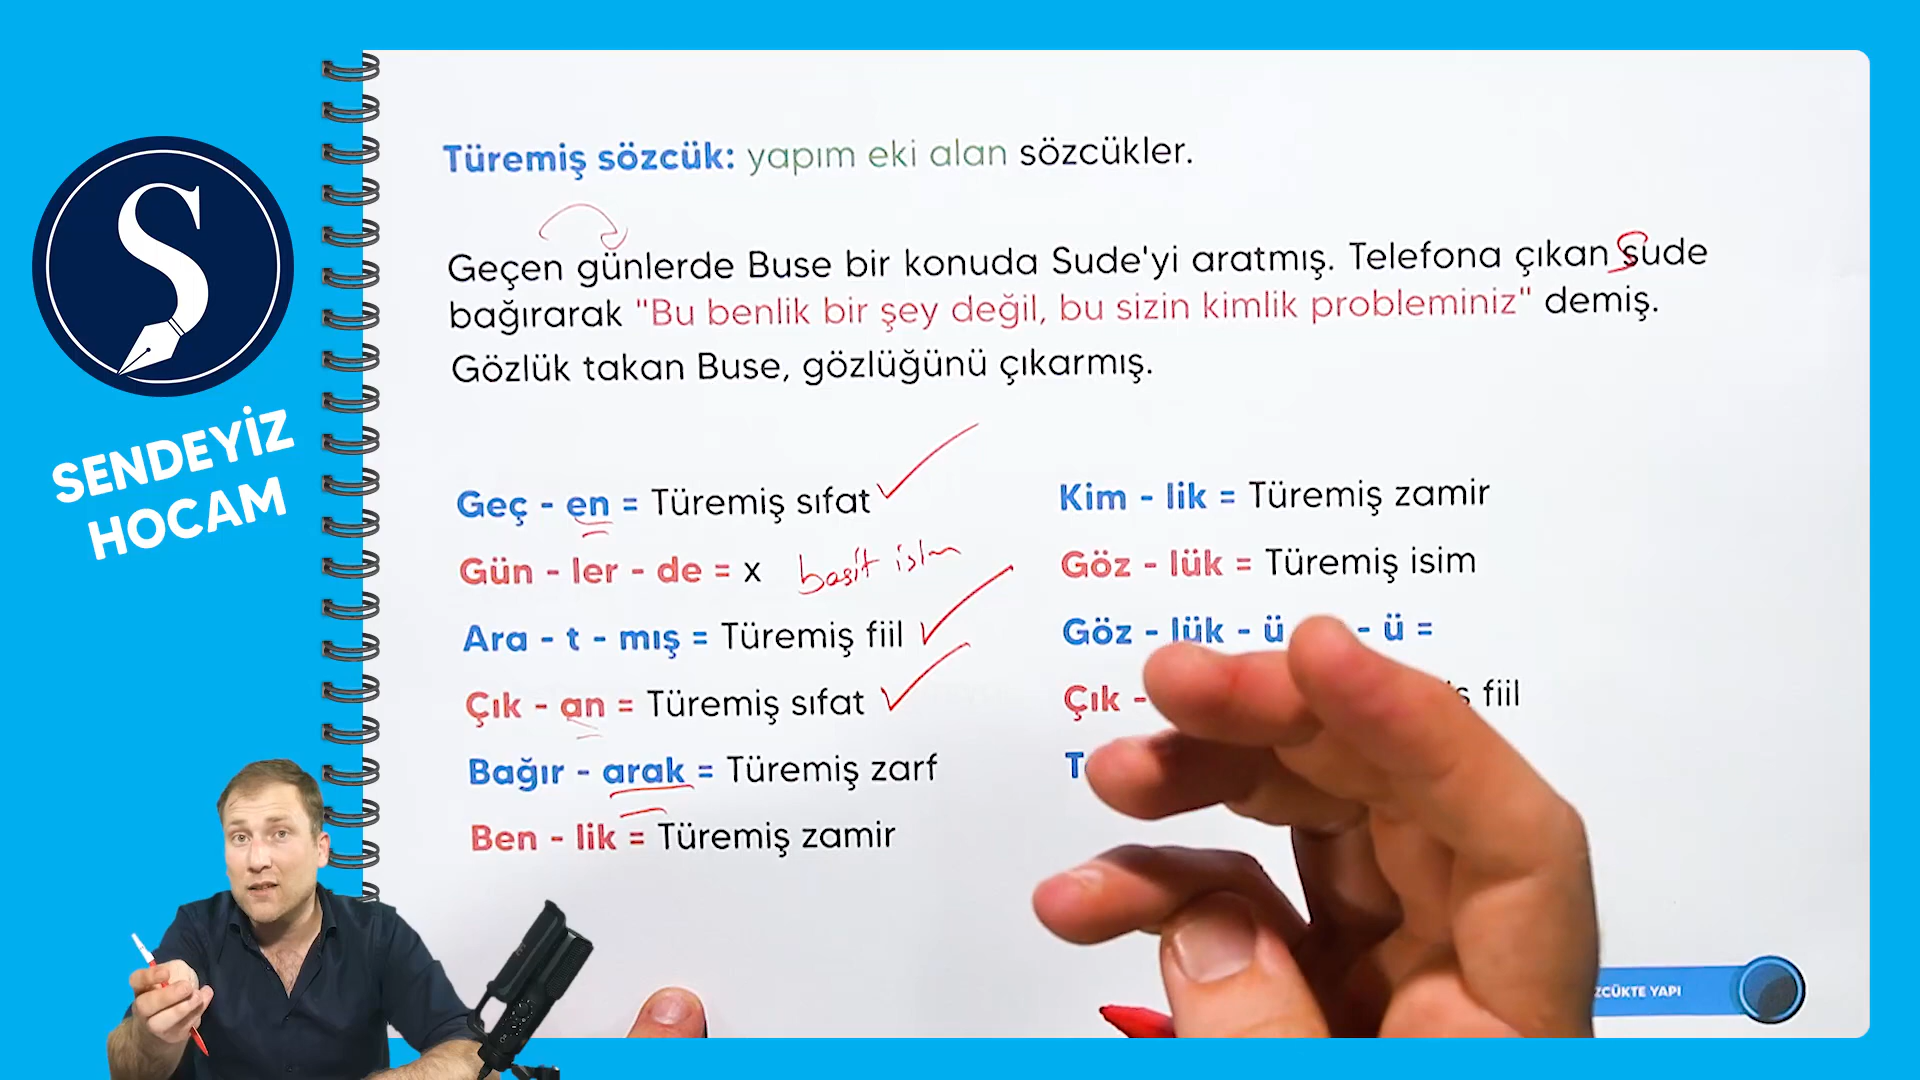 S
SENDEYİZ
HOCAM
Türemiş sözcük: yapım eki alan sözcükler.
Geçen günlerde Buse bir konuda Sude'yi aratmış. Telefona çıkan Sude
bağırarak "Bu benlik bir şey değil, bu sizin kimlik probleminiz" demiş.
Gözlük takan Buse, gözlüğünü çıkarmış.
Geç - en = Türemiş sıfat
Gün - ler - de = x basit isim
Ara - t - mış = Türemiş fiil
Çık - an = Türemiş sıfat
Bağır - arak = Türemiş zarf
Ben - lik = Türemiş zamir
Kim - lik = Türemiş zamir
Göz - lük = Türemiş isim
Göz - lük - ü - ü =
Çık - fiil
YAPI